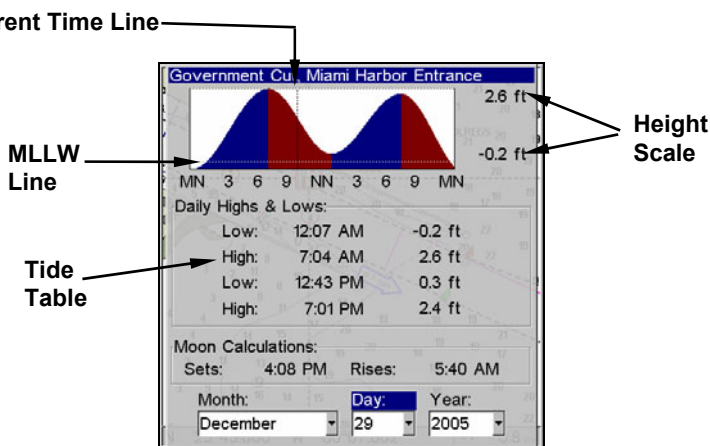 rent Time Line
Government Cut, Miami Harbor Entrance
2.6 ft
Height
Scale
-0.2 ft
MLLW
Line
MN 3 6 9 NN 3 6 9 MN
Daily Highs & Lows:
Low: 12:07 AM -0.2 ft
High: 7:04 AM 2.6 ft
Low: 12:43 PM 0.3 ft
High: 7:01 PM 2.4 ft
Tide
Table
Moon Calculations:
Sets: 4:08 PM Rises: 5:40 AM
Month: Day: Year:
December 29 2005